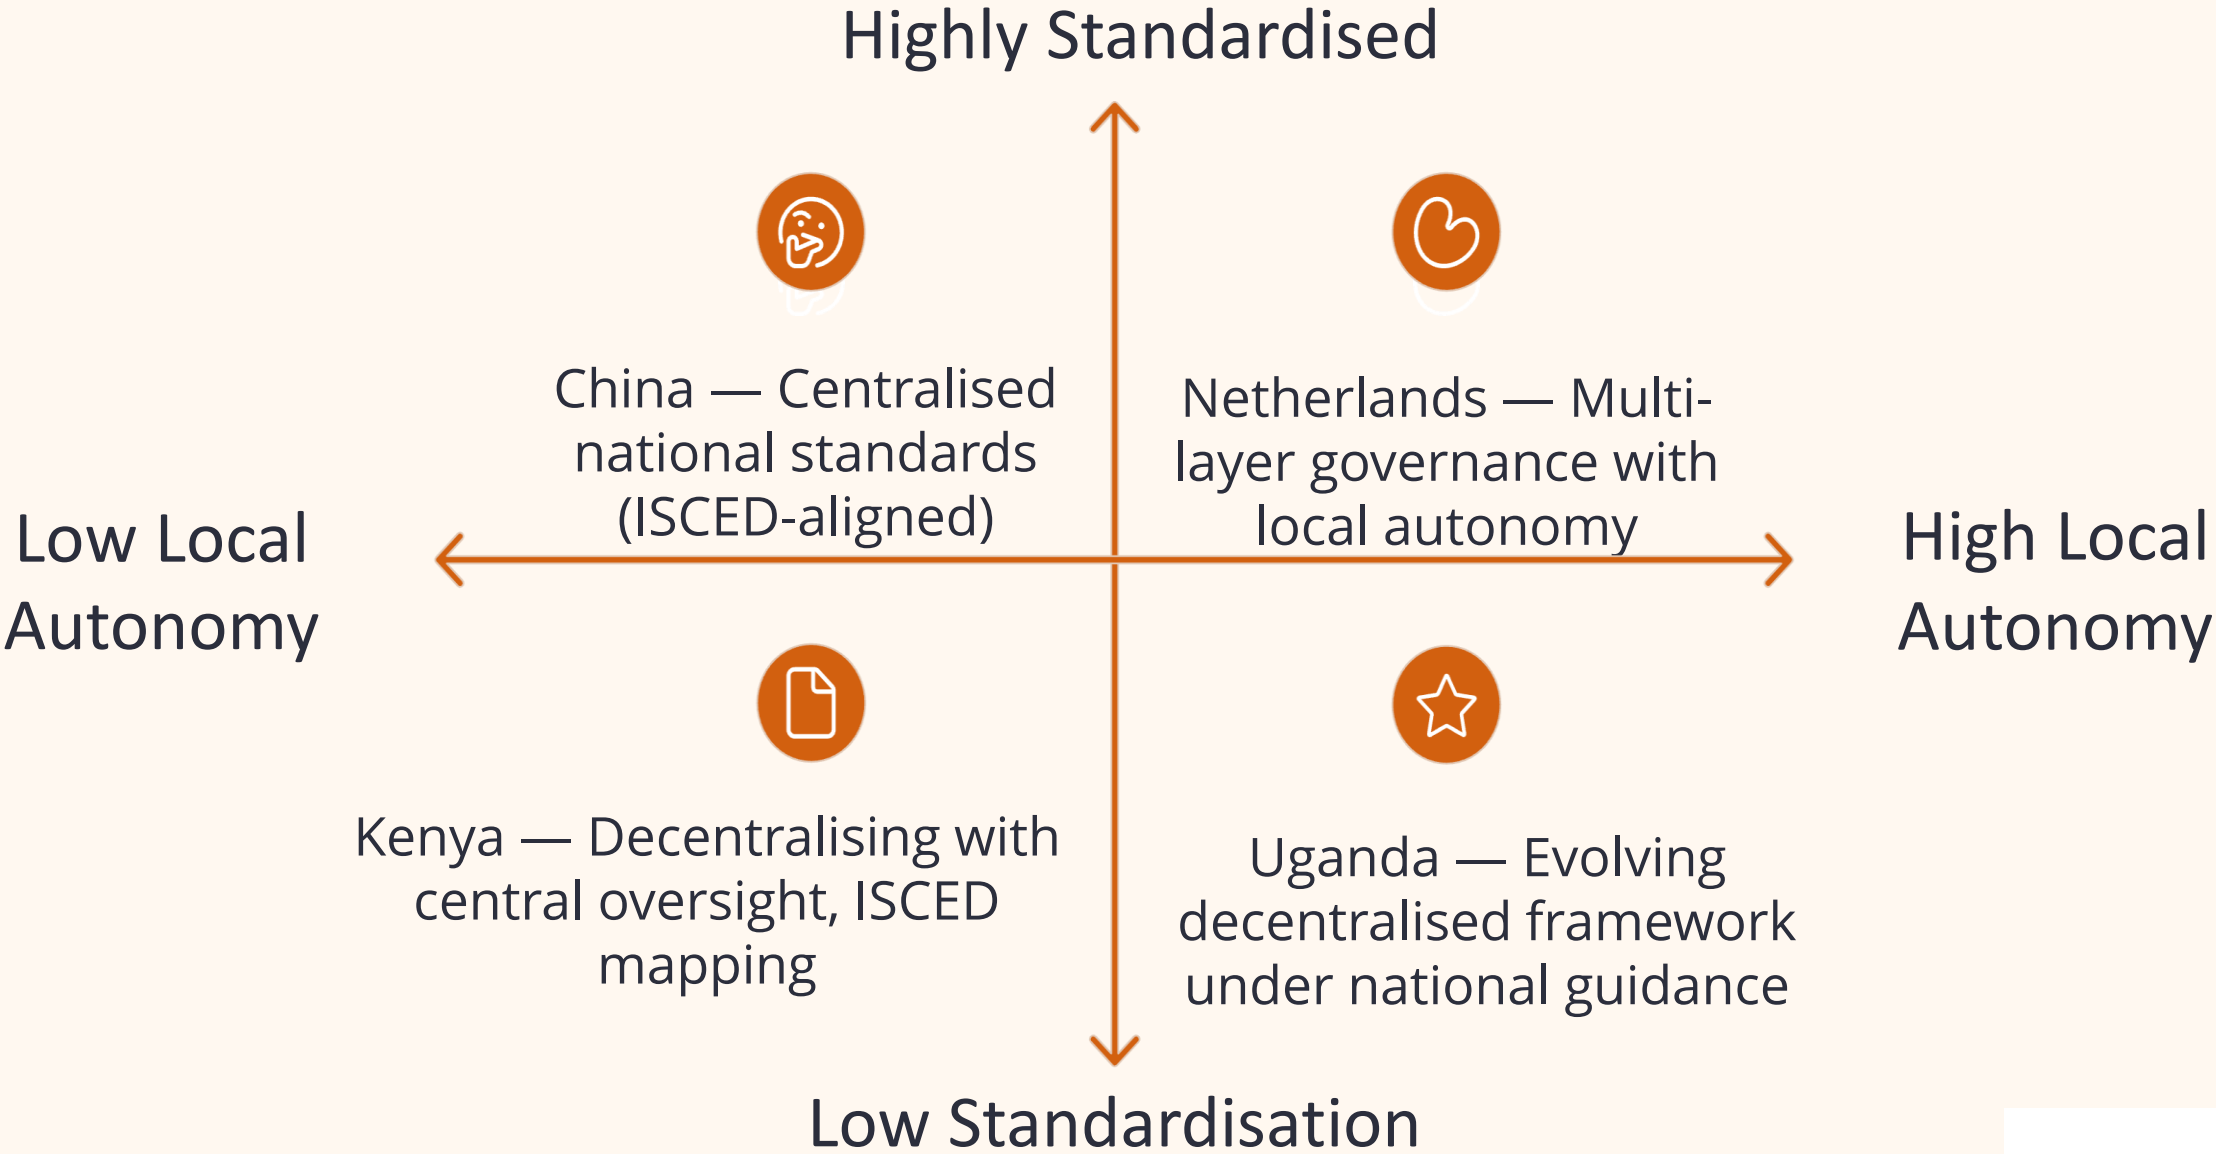 Highly Standardised
China — Centralised
national standards
(ISCED-aligned)
Netherlands — Multi-
layer governance with
local autonomy
Low Local
Autonomy
High Local
Autonomy
Kenya — Decentralising with
central oversight, ISCED
mapping
Uganda — Evolving
decentralised framework
under national guidance
Low Standardisation